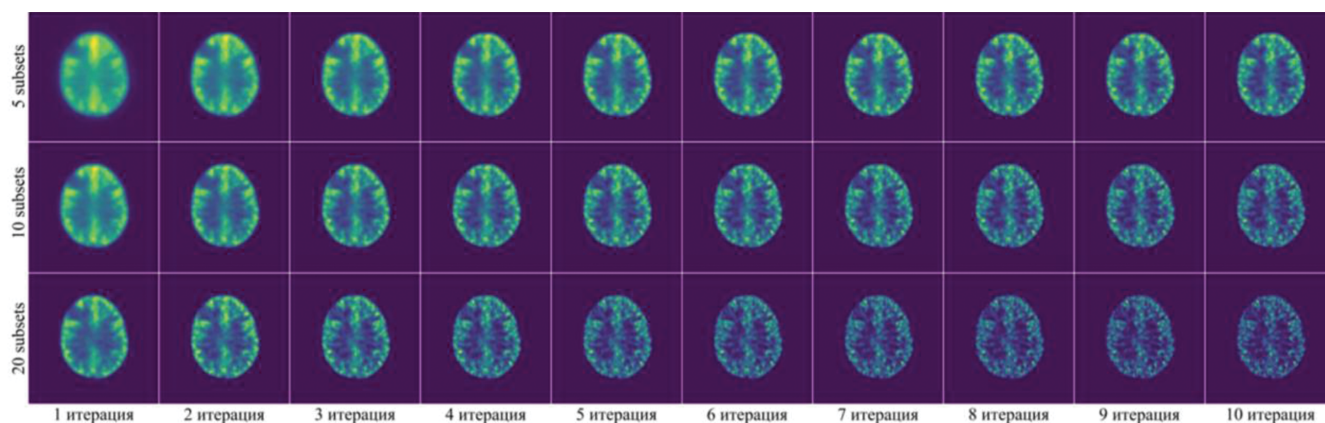 5 subsets
10 subsets
20 subsets
1 итерация
2 итерация
3 итерация
4 итерация
5 итерация
6 итерация
7 итерация
8 итерация
9 итерация
10 итерация